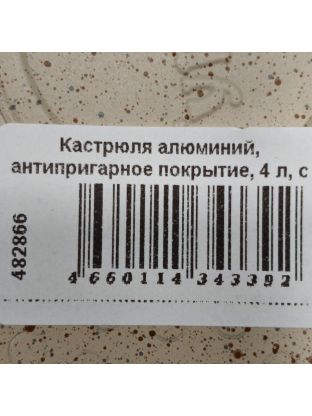 Кастрюля алюминий,
антипригарное покрытие, 4 л, с
482866
4 660114 343392